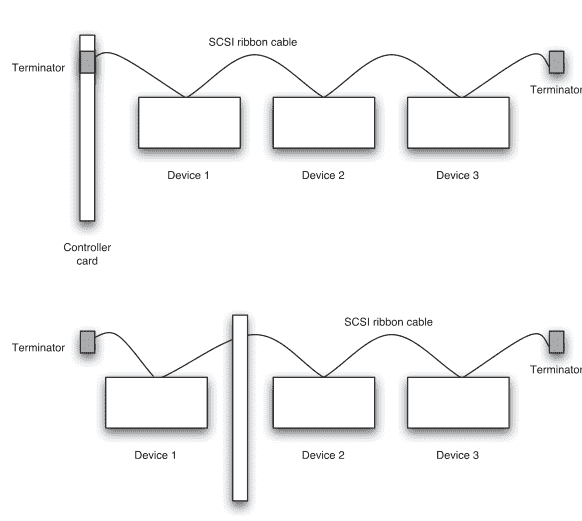 SCSI ribbon cable
Terminator
Terminator
Device 1
Device 2
Device 3
Controller
card
SCSI ribbon cable
Terminator
Terminator
Device 1
Device 2
Device 3